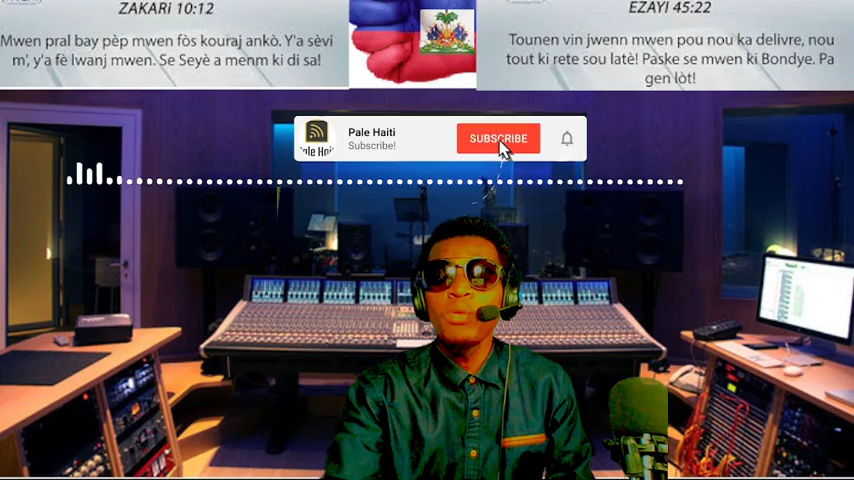 ZAKARi 10:12
Mwen pral bay pèp mwen fòs kouraj ankò. Y'a sèvi
m', y'a fè lwanj mwen. Se Seyè a menm ki di sa!
EZAYI 45:22
Tounen vin jwenn mwen pou nou ka delivre, nou
tout ki rete sou latè! Paske se mwen ki Bondye. Pa
gen lòt!
Pale Haiti
Subscribe!
SUBSCRIBE